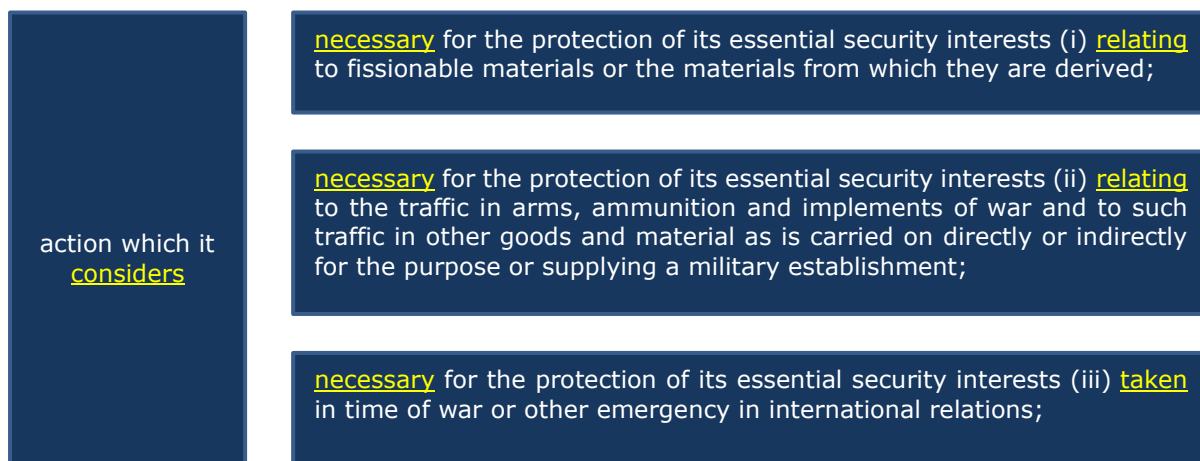 action which it
considers
necessary for the protection of its essential security interests (i) relating
to fissionable materials or the materials from which they are derived;
necessary for the protection of its essential security interests (ii) relating
to the traffic in arms, ammunition and implements of war and to such
traffic in other goods and material as is carried on directly or indirectly
for the purpose or supplying a military establishment;
necessary for the protection of its essential security interests (iii) taken
in time of war or other emergency in international relations;